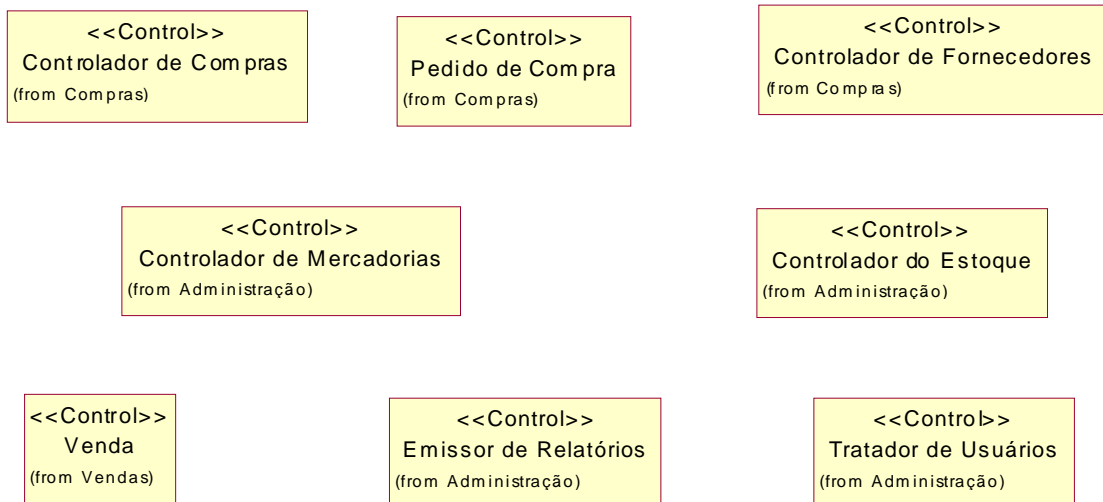 <<Control>>
Controlador de Compras
(from Compras)
<<Control>>
Pedido de Compra
(from Compras)
<<Control>>
Controlador de Fornecedores
(from Compras)
<<Control>>
Controlador de Mercadorias
(from Administração)
<<Control>>
Controlador do Estoque
(from Administração)
<<Control>>
Venda
(from Vendas)
<<Control>>
Emissor de Relatórios
(from Administração)
<<Control>>
Tratador de Usuários
(from Administração)